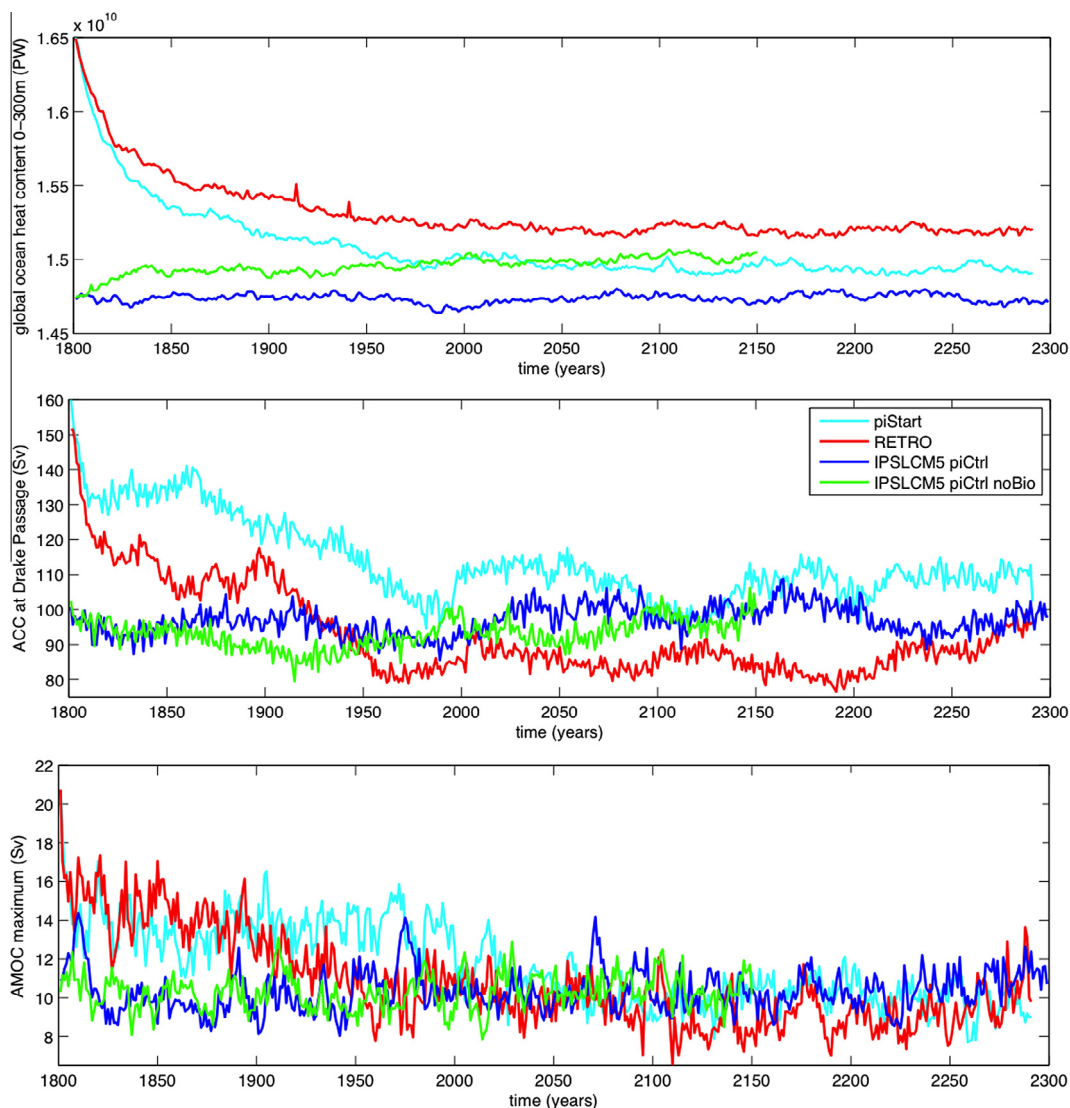 x 10^10
1.65
1.6
1.55
1.5
1.45
global ocean heat content 0–300m (PW)
1800 1850 1900 1950 2000 2050 2100 2150 2200 2250 2300
time (years)
160
150
140
130
120
110
100
90
80
ACC at Drake Passage (Sv)
piStart
RETRO
IPSLCM5 piCtrl
IPSLCM5 piCtrl noBio
1800 1850 1900 1950 2000 2050 2100 2150 2200 2250 2300
time (years)
22
20
18
16
14
12
10
8
AMOC maximum (Sv)
1800 1850 1900 1950 2000 2050 2100 2150 2200 2250 2300
time (years)